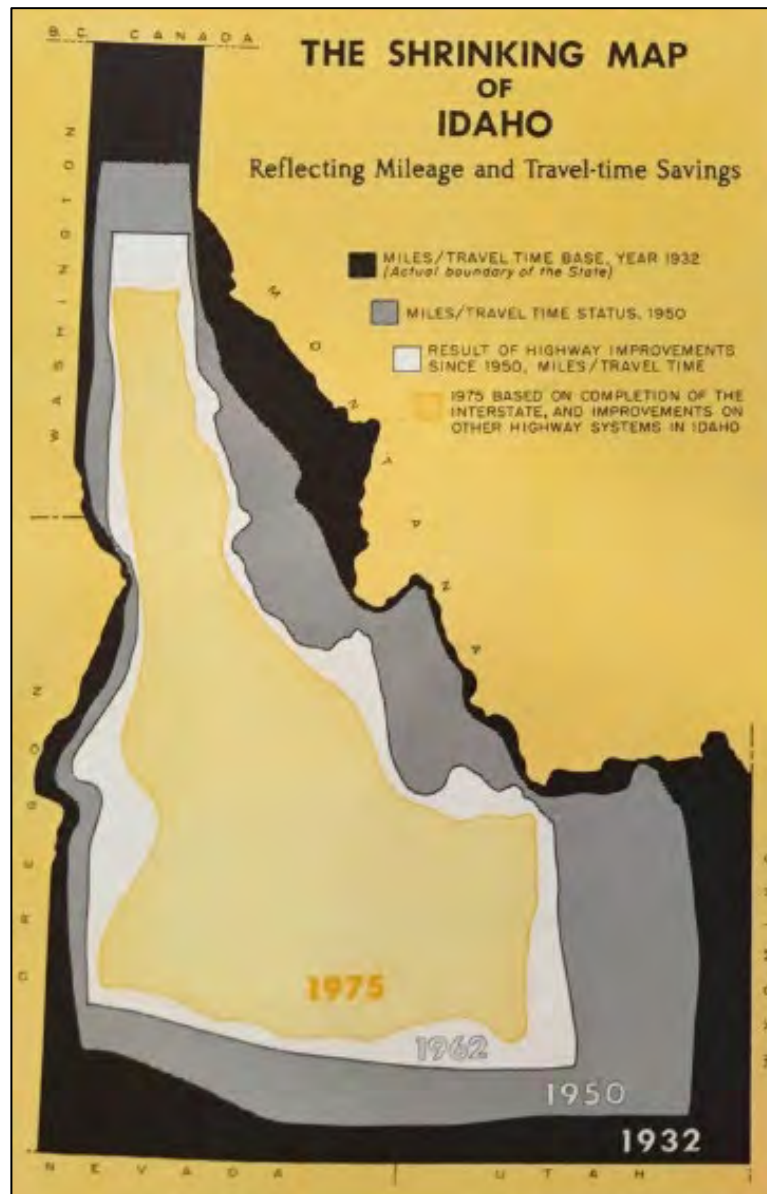 B. C. CANADA
THE SHRINKING MAP
OF
IDAHO
Reflecting Mileage and Travel-time Savings
WASHINGTON
MONTANA
MILES/TRAVEL TIME BASE, YEAR 1932
(Actual boundary of the State)
MILES/TRAVEL TIME STATUS, 1950
RESULT OF HIGHWAY IMPROVEMENTS
SINCE 1950, MILES/TRAVEL TIME
1975 BASED ON COMPLETION OF THE
INTERSTATE, AND IMPROVEMENTS ON
OTHER HIGHWAY SYSTEMS IN IDAHO
OREGON
1975
1962
1950
1932
NEVADA
UTAH